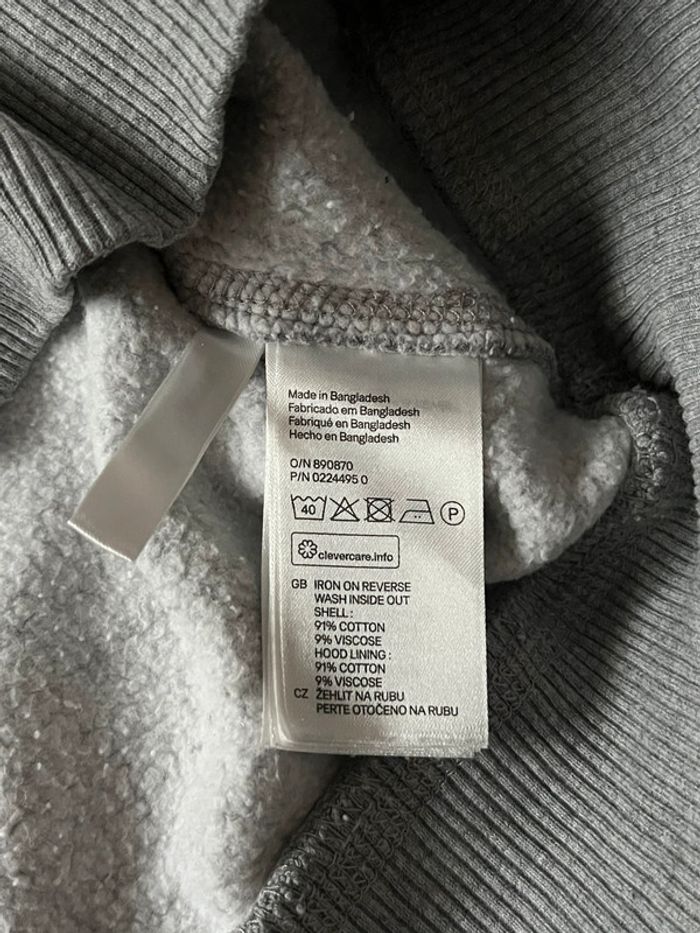 Made in Bangladesh
Fabricado em Bangladesh
Fabriqué en Bangladesh
Hecho en Bangladesh
O/N 890870
P/N 0224495 0
40 P
clevercare.info
GB IRON ON REVERSE
WASH INSIDE OUT
SHELL:
91% COTTON
9% VISCOSE
HOOD LINING:
91% COTTON
9% VISCOSE
CZ ŽEHLIT NA RUBU
PERTE OTOČENO NA RUBU